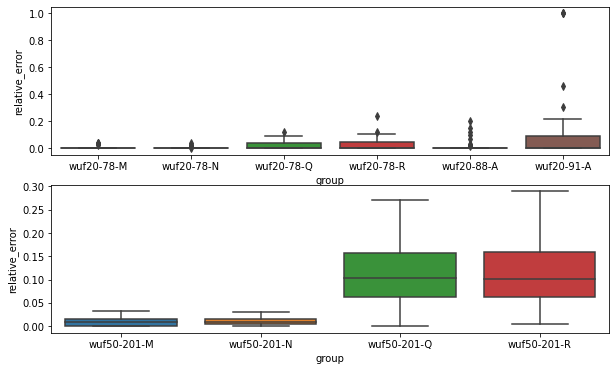 relative_error
1.0
0.8
0.6
0.4
0.2
0.0
wuf20-78-M wuf20-78-N wuf20-78-Q wuf20-78-R wuf20-88-A wuf20-91-A
group
relative_error
0.30
0.25
0.20
0.15
0.10
0.05
0.00
wuf50-201-M wuf50-201-N wuf50-201-Q wuf50-201-R
group